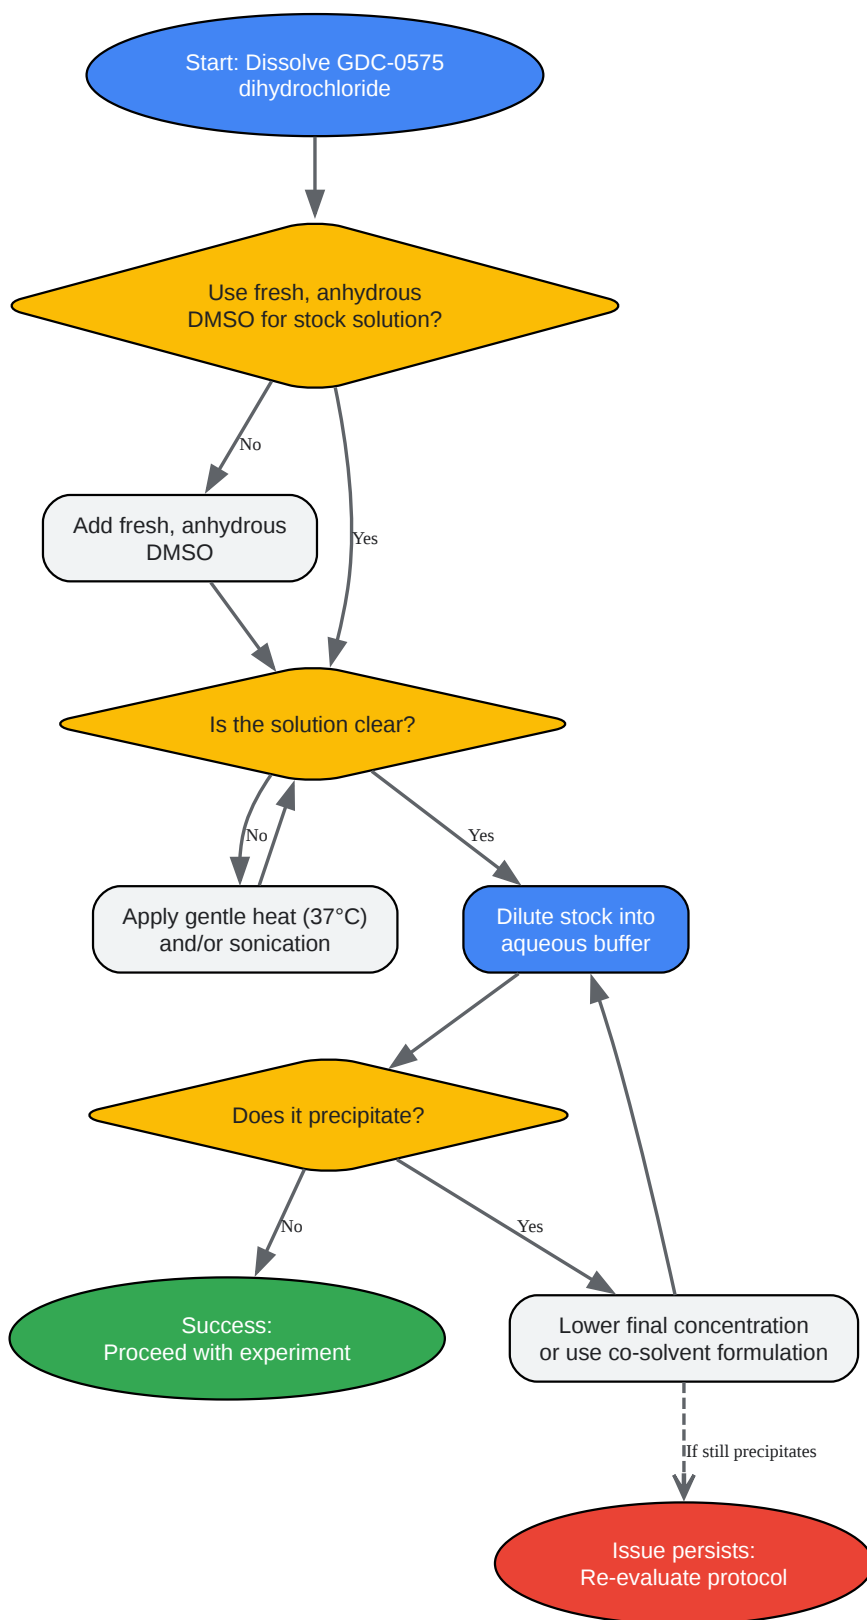 Start: Dissolve GDC-0575
dihydrochloride
Use fresh, anhydrous
DMSO for stock solution?
No
Yes
Add fresh, anhydrous
DMSO
Is the solution clear?
No
Yes
Apply gentle heat (37°C)
and/or sonication
Dilute stock into
aqueous buffer
Does it precipitate?
No
Yes
Success:
Proceed with experiment
Lower final concentration
or use co-solvent formulation
If still precipitates
Issue persists:
Re-evaluate protocol